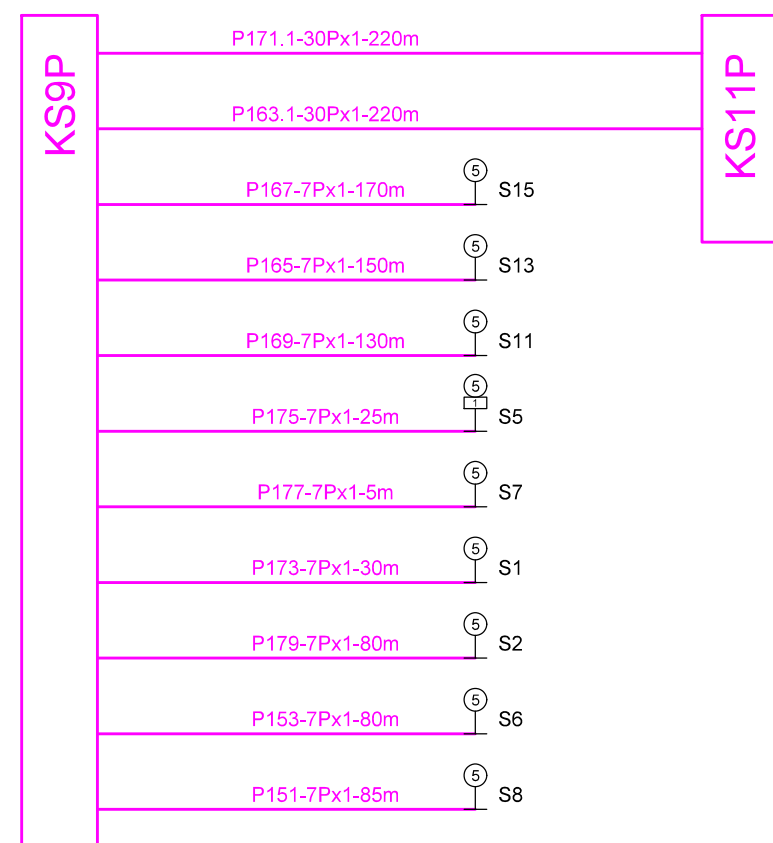 KS9P
KS11P
P171.1-30Px1-220m
P163.1-30Px1-220m
5
P167-7Px1-170m S15
5
P165-7Px1-150m S13
5
P169-7Px1-130m S11
5
1
P175-7Px1-25m S5
5
P177-7Px1-5m S7
5
P173-7Px1-30m S1
5
P179-7Px1-80m S2
5
P153-7Px1-80m S6
5
P151-7Px1-85m S8